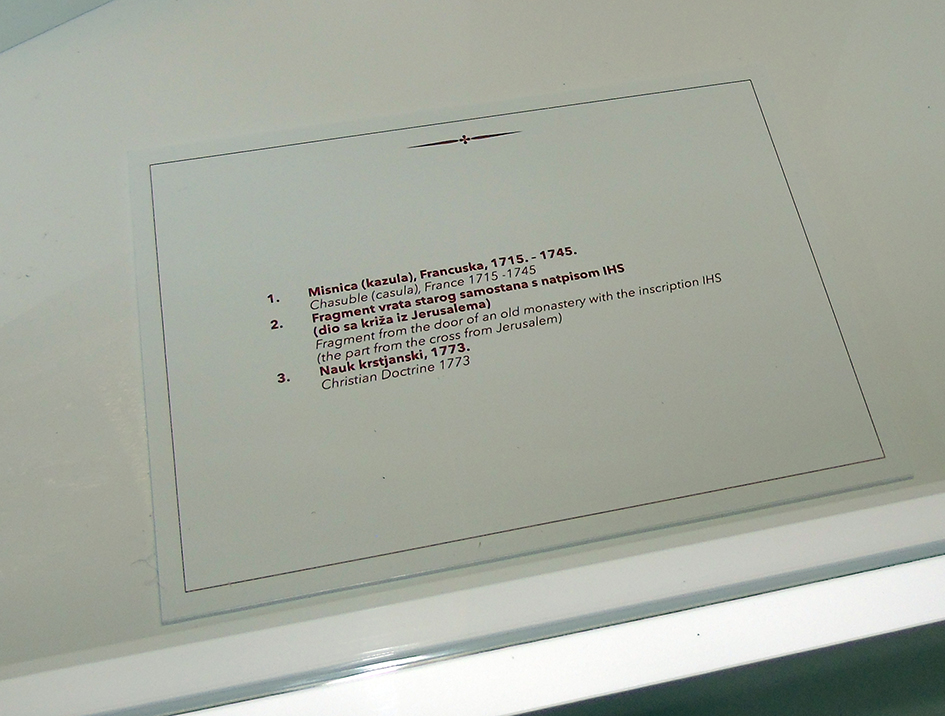 1. Misnica (kazula), Francuska, 1715. - 1745.
Chasuble (casula), France 1715 -1745
2. Fragment vrata starog samostana s natpisom IHS
(dio sa križa iz Jerusalema)
Fragment from the door of an old monastery with the inscription IHS
(the part from the cross from Jerusalem)
3. Nauk krstjanski, 1773.
Christian Doctrine 1773